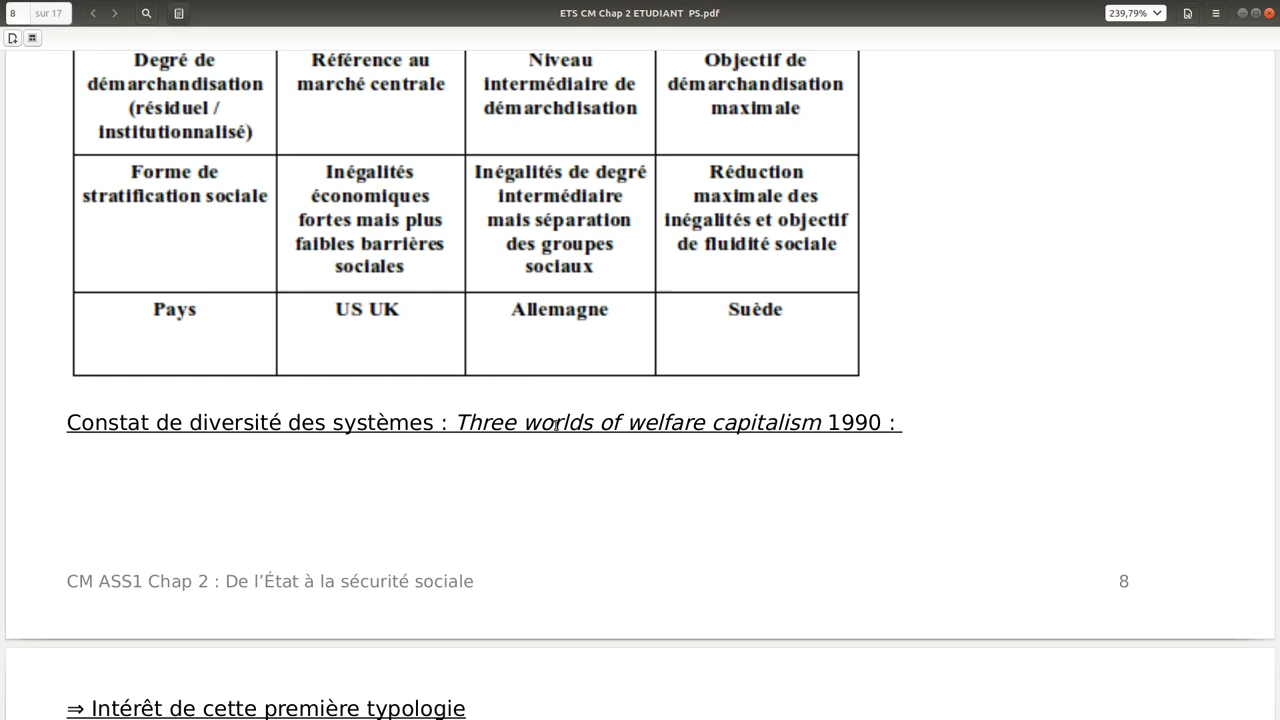 8 sur 17 ETS CM Chap 2 ETUDIANT PS.pdf 239,79%
Degré de
démarchandisation
(résiduel /
institutionnalisé)
Référence au
marché centrale
Niveau
intermédiaire de
démarchdisation
Objectif de
démarchandisation
maximale
Forme de
stratification sociale
Inégalités
économiques
fortes mais plus
faibles barrières
sociales
Inégalités de degré
intermédiaire
mais séparation
des groupes
sociaux
Réduction
maximale des
inégalités et objectif
de fluidité sociale
Pays
US UK
Allemagne
Suède
Constat de diversité des systèmes : Three worlds of welfare capitalism 1990 :
CM ASS1 Chap 2 : De l’État à la sécurité sociale 8
⇒ Intérêt de cette première typologie